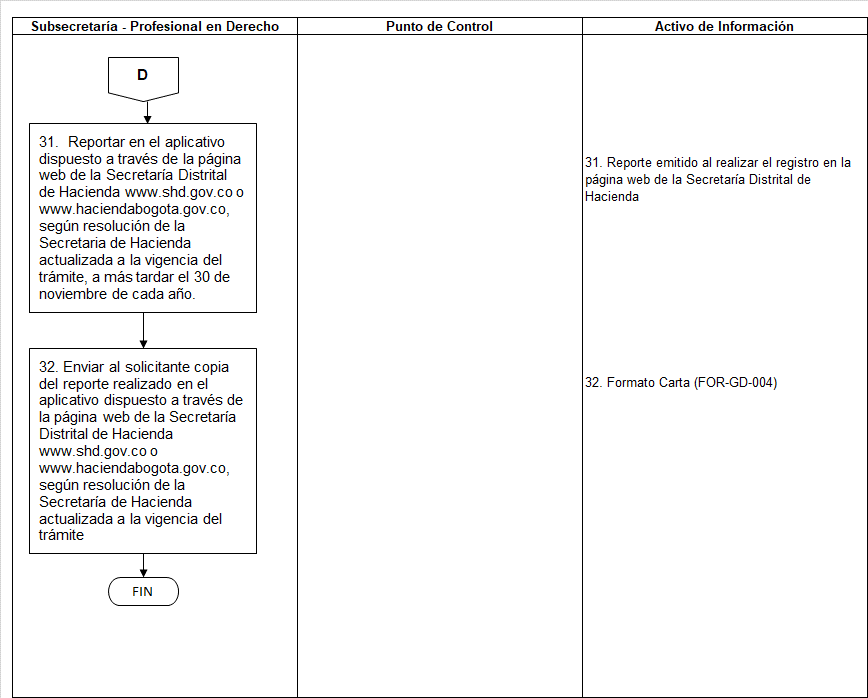 Subsecretaría - Profesional en Derecho
Punto de Control
Activo de Información
D
31.  Reportar en el aplicativo
dispuesto a través de la página
web de la Secretaría Distrital
de Hacienda www.shd.gov.co o
www.haciendabogota.gov.co,
según resolución de la
Secretaria de Hacienda
actualizada a la vigencia del
trámite, a más tardar el 30 de
noviembre de cada año.
31. Reporte emitido al realizar el registro en la
página web de la Secretaría Distrital de
Hacienda
32. Enviar al solicitante copia
del reporte realizado en el
aplicativo dispuesto a través de
la página web de la Secretaría
Distrital de Hacienda
www.shd.gov.co o
www.haciendabogota.gov.co,
según resolución de la
Secretaría de Hacienda
actualizada a la vigencia del
trámite
32. Formato Carta (FOR-GD-004)
FIN